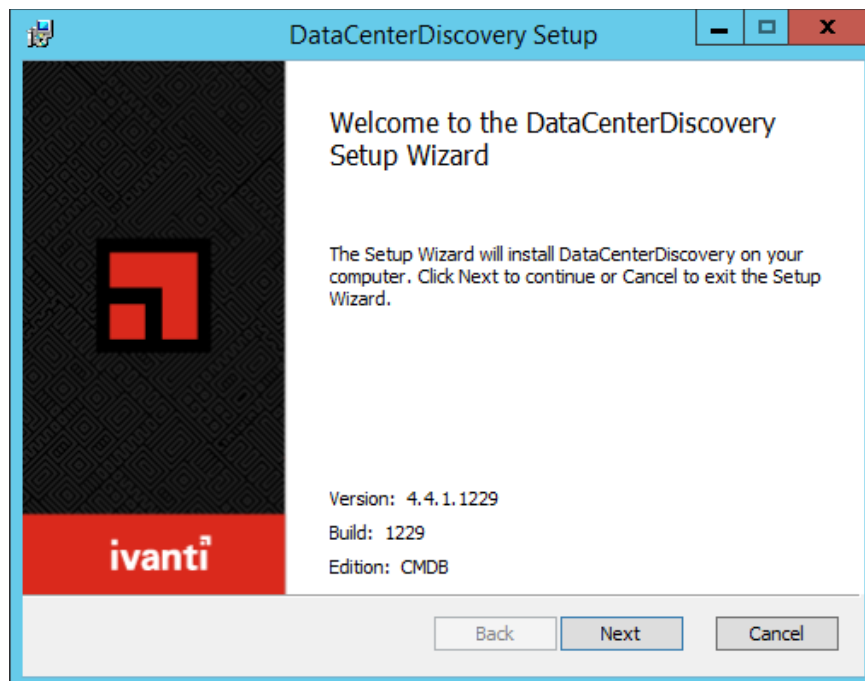 DataCenterDiscovery Setup
Welcome to the DataCenterDiscovery
Setup Wizard
The Setup Wizard will install DataCenterDiscovery on your
computer. Click Next to continue or Cancel to exit the Setup
Wizard.
Version: 4.4.1.1229
Build: 1229
Edition: CMDB
ivanti
Back
Next
Cancel